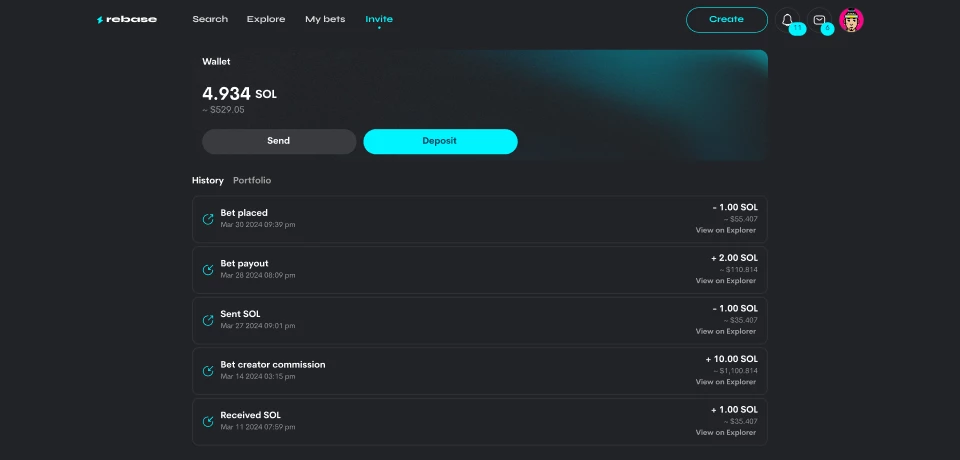 rebase Search Explore My bets Invite Create 11 6
Wallet
4.934 SOL
~ $529.05
Send Deposit
History Portfolio
Bet placed - 1.00 SOL
Mar 30 2024 09:39 pm ~ $55.407
View on Explorer
Bet payout + 2.00 SOL
Mar 28 2024 08:09 pm ~ $110.814
View on Explorer
Sent SOL - 1.00 SOL
Mar 27 2024 09:01 pm ~ $35.407
View on Explorer
Bet creator commission + 10.00 SOL
Mar 14 2024 03:15 pm ~ $1,100.814
View on Explorer
Received SOL + 1.00 SOL
Mar 11 2024 07:59 pm ~ $35.407
View on Explorer